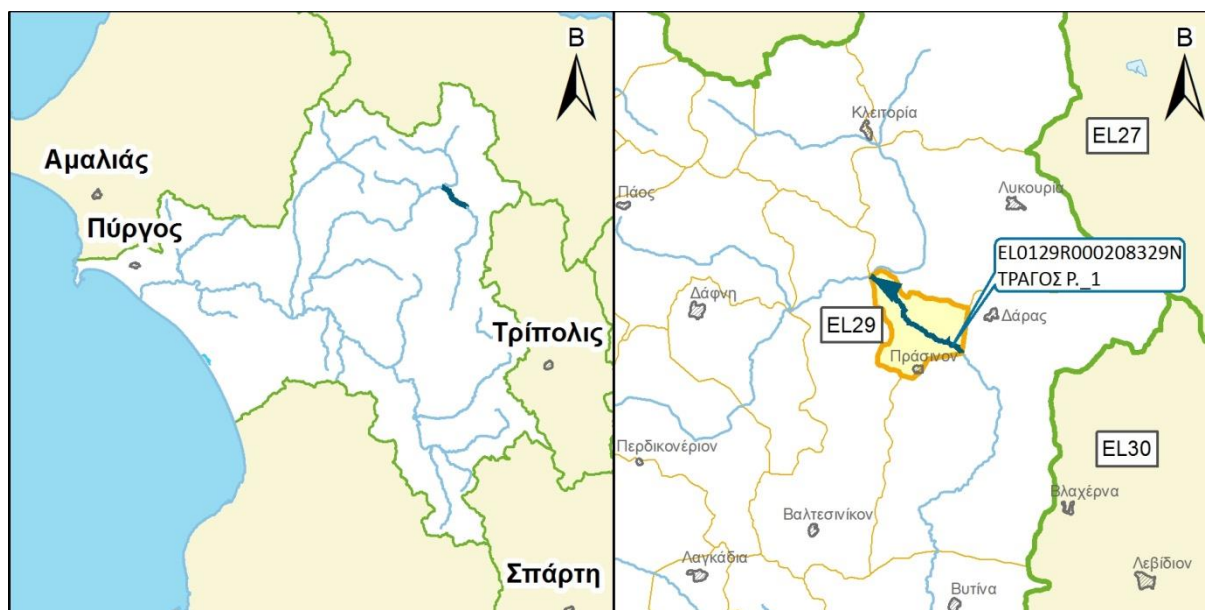 Β
Αμαλιάς
Πύργος
Τρίπολις
Σπάρτη
Β
Κλειτορία
EL27
Πάος
Λυκουρία
EL0129R000208329N
ΤΡΑΓΟΣ Ρ._1
Δάφνη
EL29
Δάρας
Πράσινον
Περδικονέριον
EL30
Βλαχέρνα
Βαλτεσινίκον
Λαγκάδια
Λεβίδιον
Βυτίνα